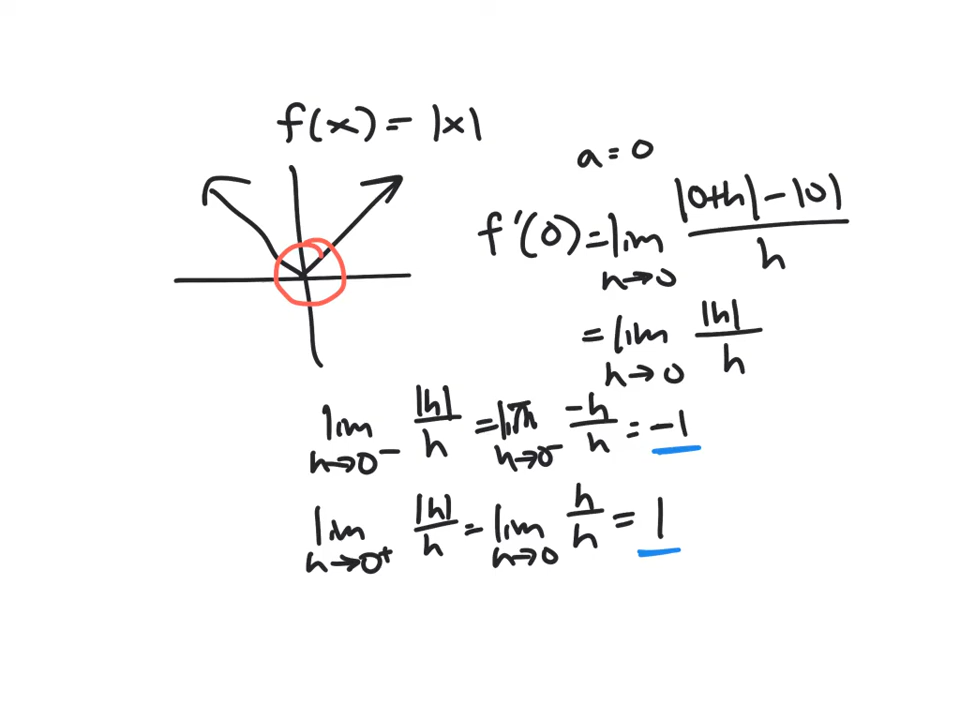 f(x) = |x|
a = 0
f'(0) = lim h→0 |0+h| - |0| / h
= lim h→0 |h| / h
lim h→0⁻ |h| / h = lim h→0⁻ -h / h = -1
lim h→0⁺ |h| / h = lim h→0 h / h = 1